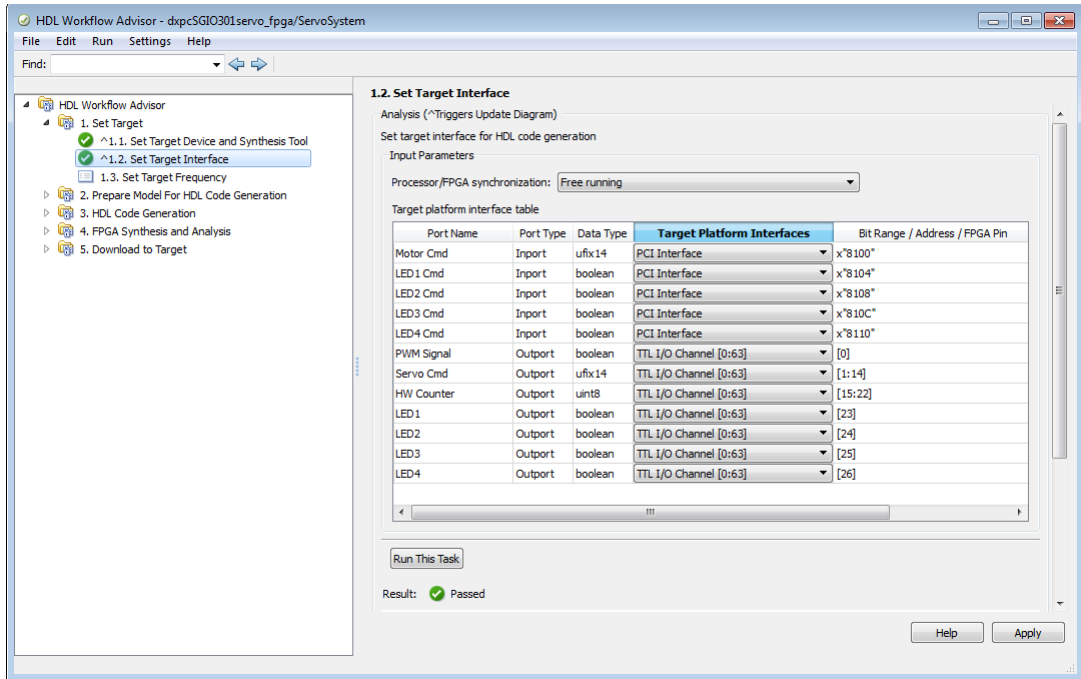 HDL Workflow Advisor - dxpcSGIO301servo_fpga/ServoSystem
File Edit Run Settings Help
Find:
HDL Workflow Advisor
1. Set Target
^1.1. Set Target Device and Synthesis Tool
^1.2. Set Target Interface
1.3. Set Target Frequency
2. Prepare Model For HDL Code Generation
3. HDL Code Generation
4. FPGA Synthesis and Analysis
5. Download to Target
1.2. Set Target Interface
Analysis (^Triggers Update Diagram)
Set target interface for HDL code generation
Input Parameters
Processor/FPGA synchronization: Free running
Target platform interface table
Port Name Port Type Data Type Target Platform Interfaces Bit Range / Address / FPGA Pin
Motor Cmd Inport ufix14 PCI Interface x"8100"
LED1 Cmd Inport boolean PCI Interface x"8104"
LED2 Cmd Inport boolean PCI Interface x"8108"
LED3 Cmd Inport boolean PCI Interface x"810C"
LED4 Cmd Inport boolean PCI Interface x"8110"
PWM Signal Outport boolean TTL I/O Channel [0:63] [0]
Servo Cmd Outport ufix14 TTL I/O Channel [0:63] [1:14]
HW Counter Outport uint8 TTL I/O Channel [0:63] [15:22]
LED1 Outport boolean TTL I/O Channel [0:63] [23]
LED2 Outport boolean TTL I/O Channel [0:63] [24]
LED3 Outport boolean TTL I/O Channel [0:63] [25]
LED4 Outport boolean TTL I/O Channel [0:63] [26]
Run This Task
Result: Passed
Help Apply